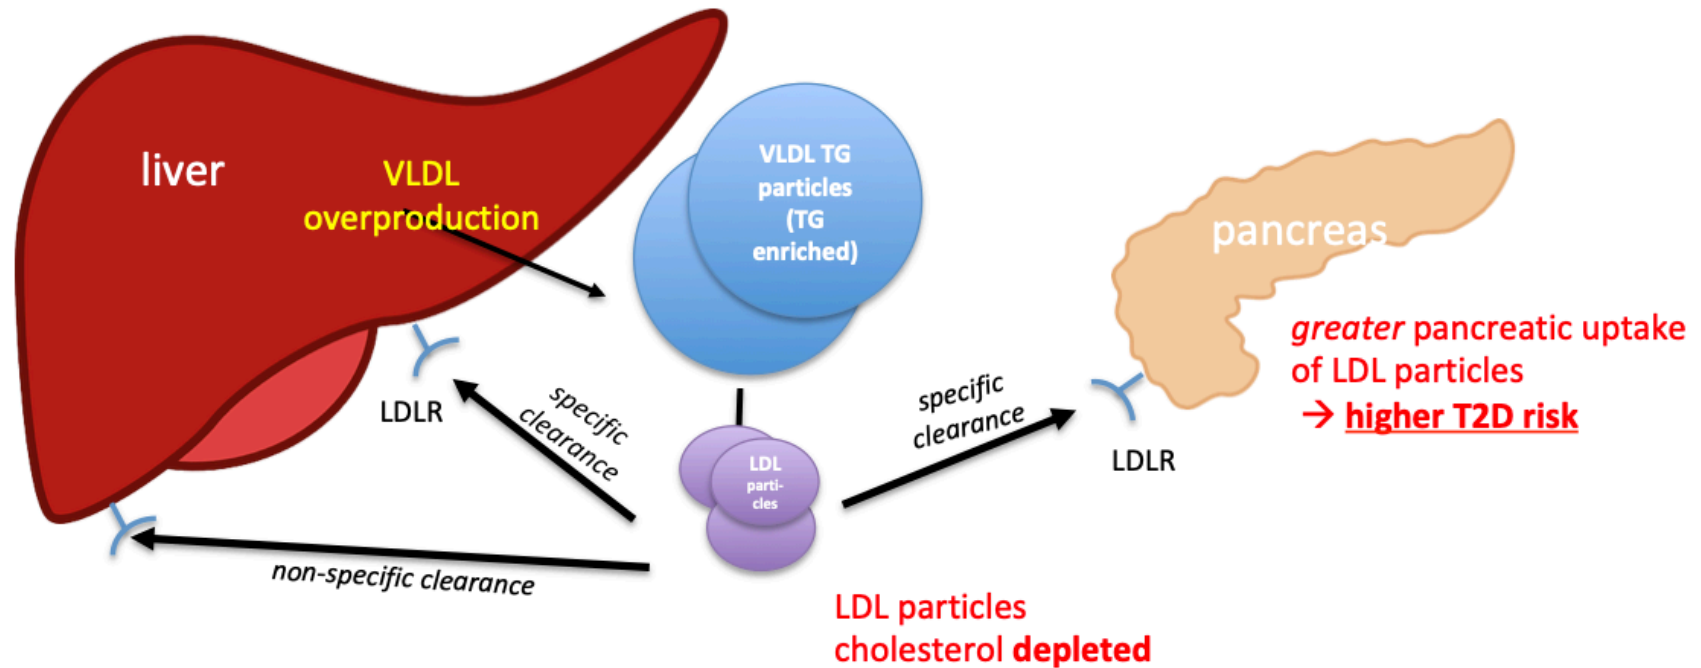 liver
VLDL
overproduction
VLDL TG
particles
(TG
enriched)
pancreas
greater pancreatic uptake
of LDL particles
→ higher T2D risk
LDLR
specific
clearance
specific
clearance
LDLR
LDL
parti-
cles
non-specific clearance
LDL particles
cholesterol depleted